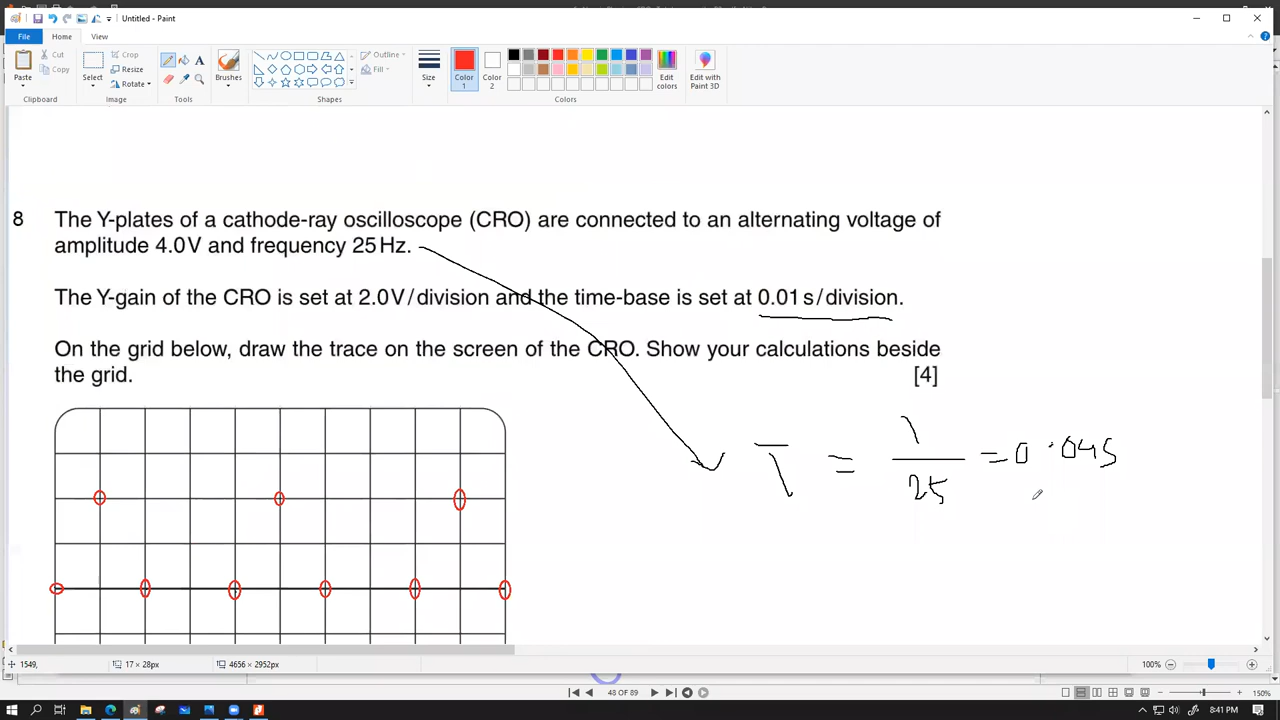 Untitled - Paint
File Home View
Paste
Cut
Copy
Clipboard
Select
Crop
Resize
Rotate
Image
Tools
Brushes
Shapes
Outline
Fill
Size
Color 1
Color 2
Edit colors
Edit with Paint 3D
Colors
8 The Y-plates of a cathode-ray oscilloscope (CRO) are connected to an alternating voltage of
amplitude 4.0V and frequency 25Hz.
The Y-gain of the CRO is set at 2.0V/division and the time-base is set at 0.01s/division.
On the grid below, draw the trace on the screen of the CRO. Show your calculations beside
the grid. [4]
T = 1/25 = 0.04s
1549, 17 × 28px 4656 × 2952px 100%
48 OF 89 150%
8:41 PM